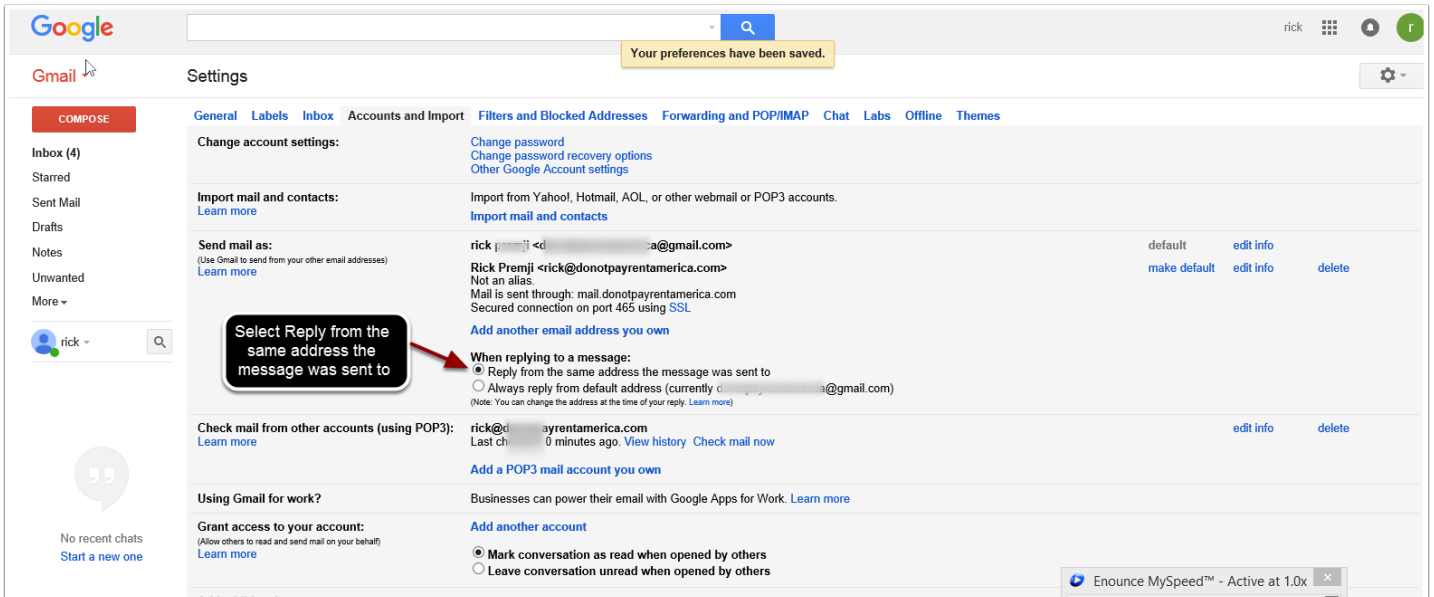 Google
rick
r
Your preferences have been saved.
Gmail
Settings
COMPOSE
Inbox (4)
Starred
Sent Mail
Drafts
Notes
Unwanted
More
rick
No recent chats
Start a new one
General Labels Inbox Accounts and Import Filters and Blocked Addresses Forwarding and POP/IMAP Chat Labs Offline Themes
Change account settings:
Change password
Change password recovery options
Other Google Account settings
Import mail and contacts:
Learn more
Import from Yahoo!, Hotmail, AOL, or other webmail or POP3 accounts.
Import mail and contacts
Send mail as:
(Use Gmail to send from your other email addresses)
Learn more
rick <d a@gmail.com> default edit info
Rick Premji <rick@donotpayrentamerica.com> make default edit info delete
Not an alias.
Mail is sent through: mail.donotpayrentamerica.com
Secured connection on port 465 using SSL
Add another email address you own
Select Reply from the
same address the
message was sent to
When replying to a message:
Reply from the same address the message was sent to
Always reply from default address (currently a@gmail.com)
(Note: You can change the address at the time of your reply. Learn more)
Check mail from other accounts (using POP3):
Learn more
rick@d ayrentamerica.com edit info delete
Last 0 minutes ago. View history Check mail now
Add a POP3 mail account you own
Using Gmail for work?
Businesses can power their email with Google Apps for Work. Learn more
Grant access to your account:
(Allow others to read and send mail on your behalf)
Learn more
Add another account
Mark conversation as read when opened by others
Leave conversation unread when opened by others
Enounce MySpeed™ - Active at 1.0x